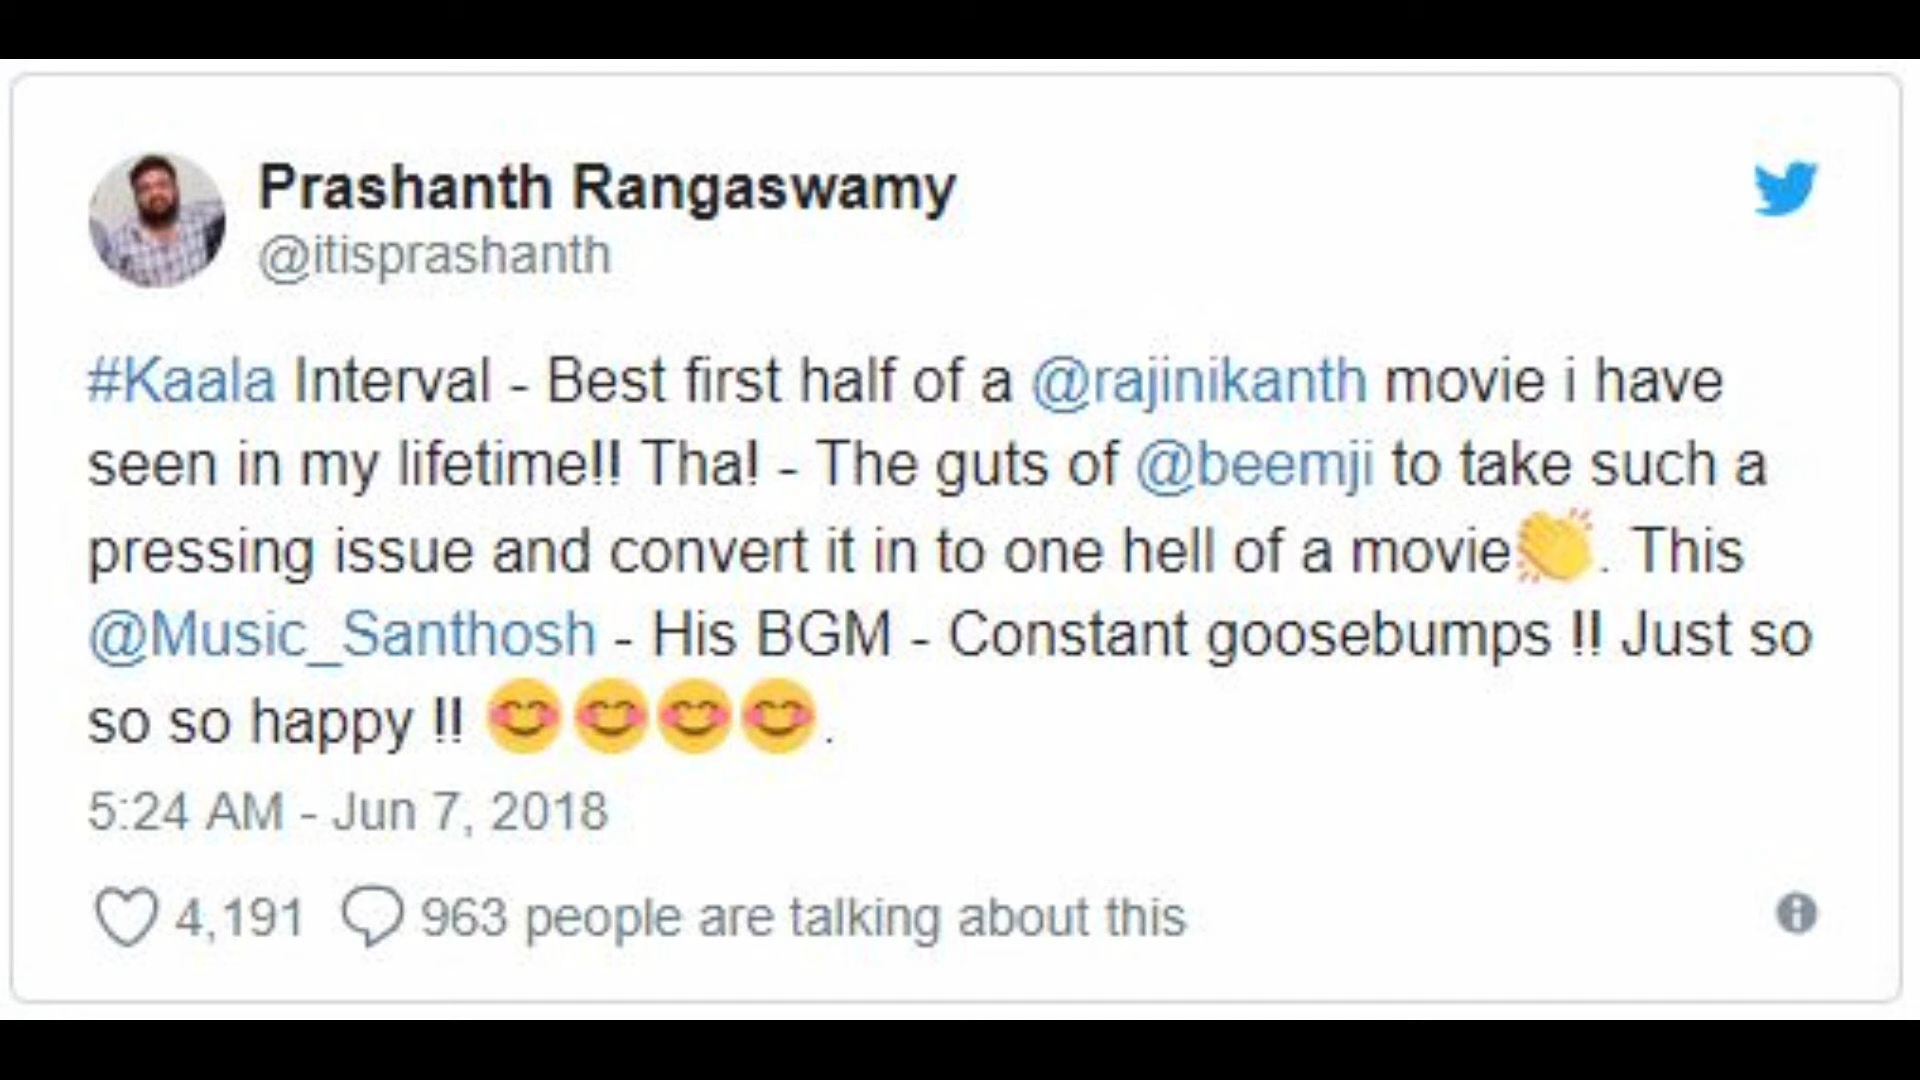 Prashanth Rangaswamy
@itisprashanth
#Kaala Interval - Best first half of a @rajinikanth movie i have
seen in my lifetime!! Tha! - The guts of @beemji to take such a
pressing issue and convert it in to one hell of a movie👏. This
@Music_Santhosh - His BGM - Constant goosebumps !! Just so
so so happy !! 😊😊😊😊.
5:24 AM - Jun 7, 2018
4,191 963 people are talking about this